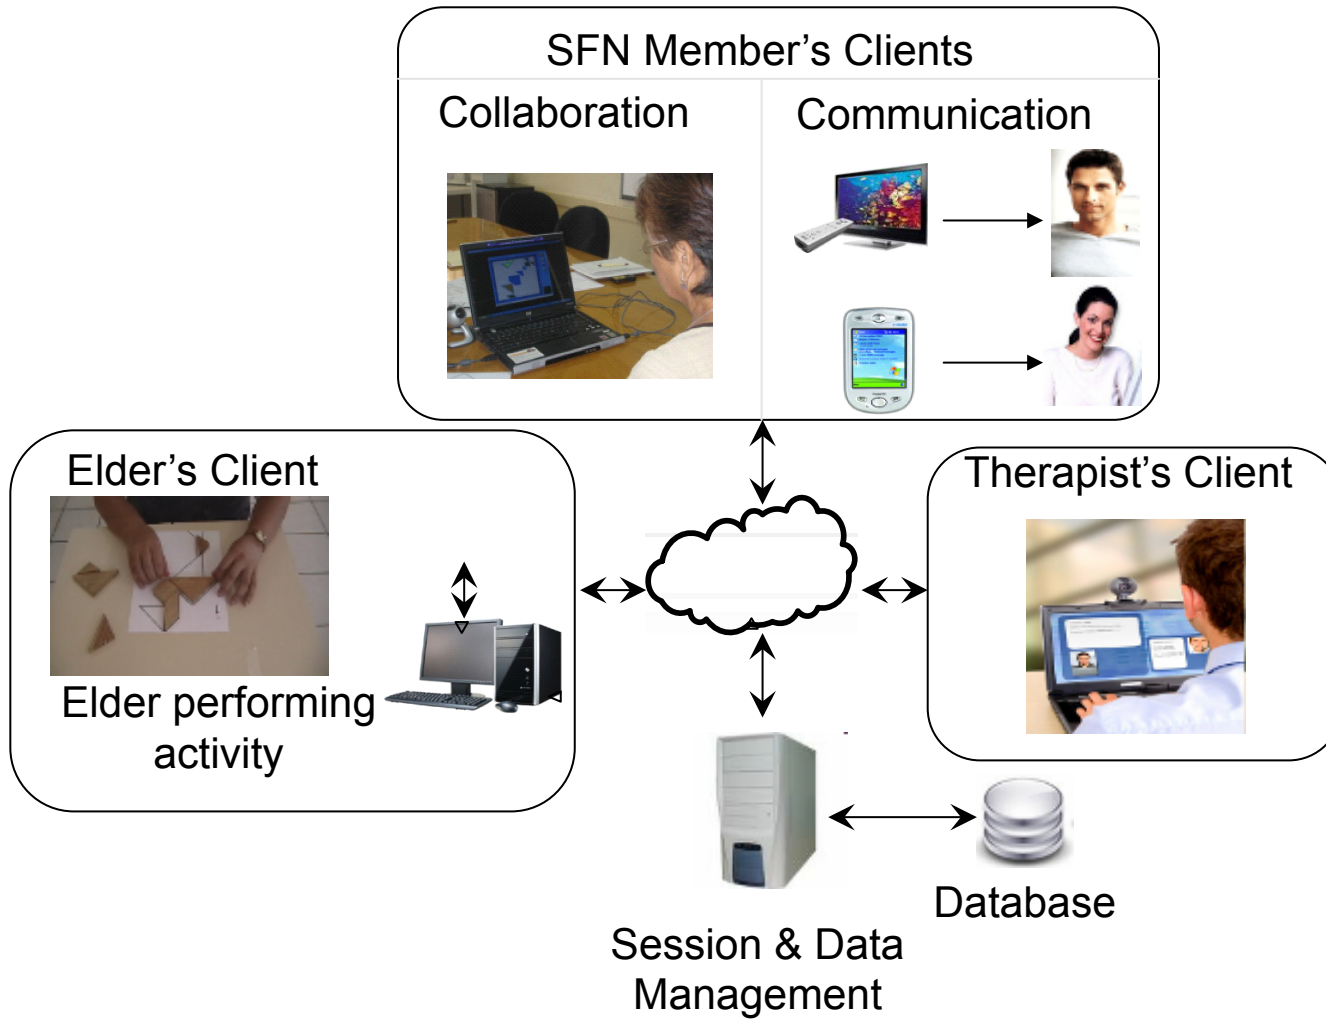 SFN Member’s Clients
Collaboration
Communication
Elder’s Client
Elder performing
activity
Therapist’s Client
Database
Session & Data
Management